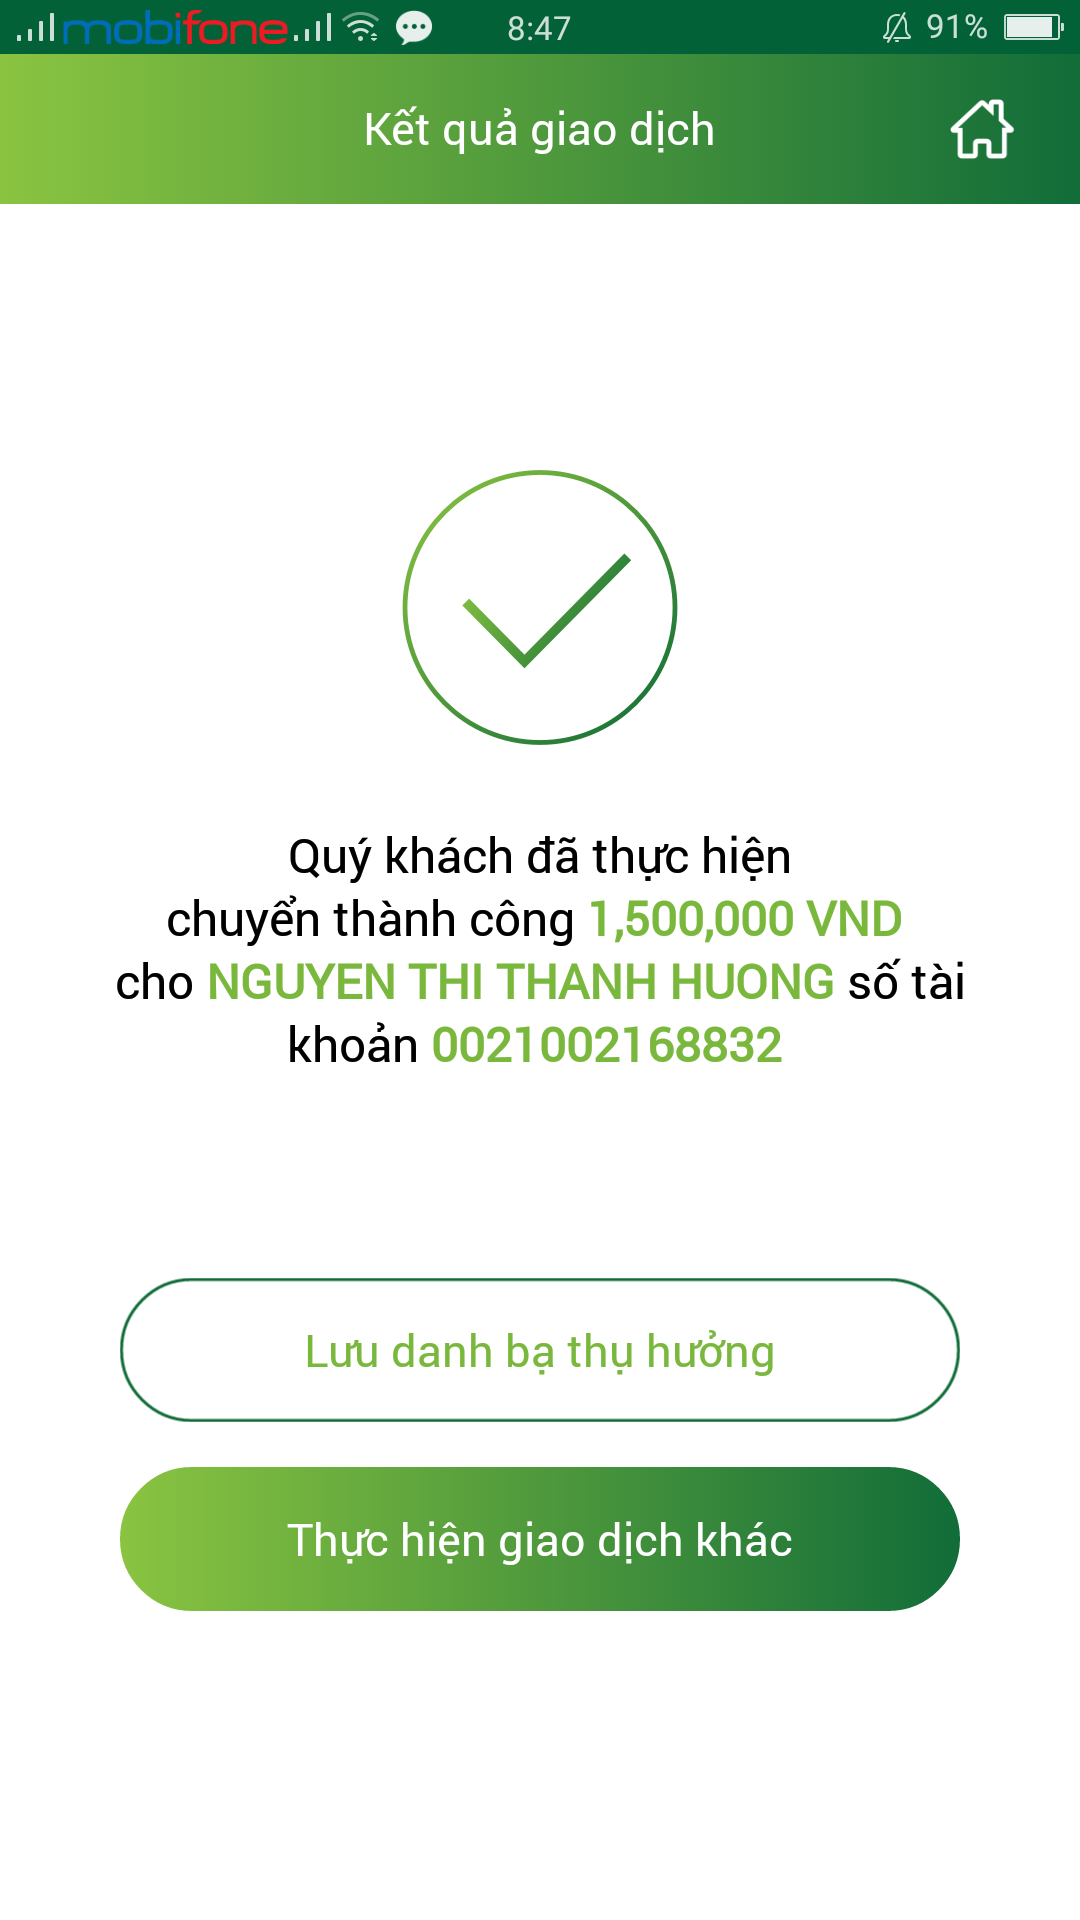 mobifone 8:47 91%
Kết quả giao dịch
Quý khách đã thực hiện
chuyển thành công 1,500,000 VND
cho NGUYEN THI THANH HUONG số tài
khoản 0021002168832
Lưu danh bạ thụ hưởng
Thực hiện giao dịch khác